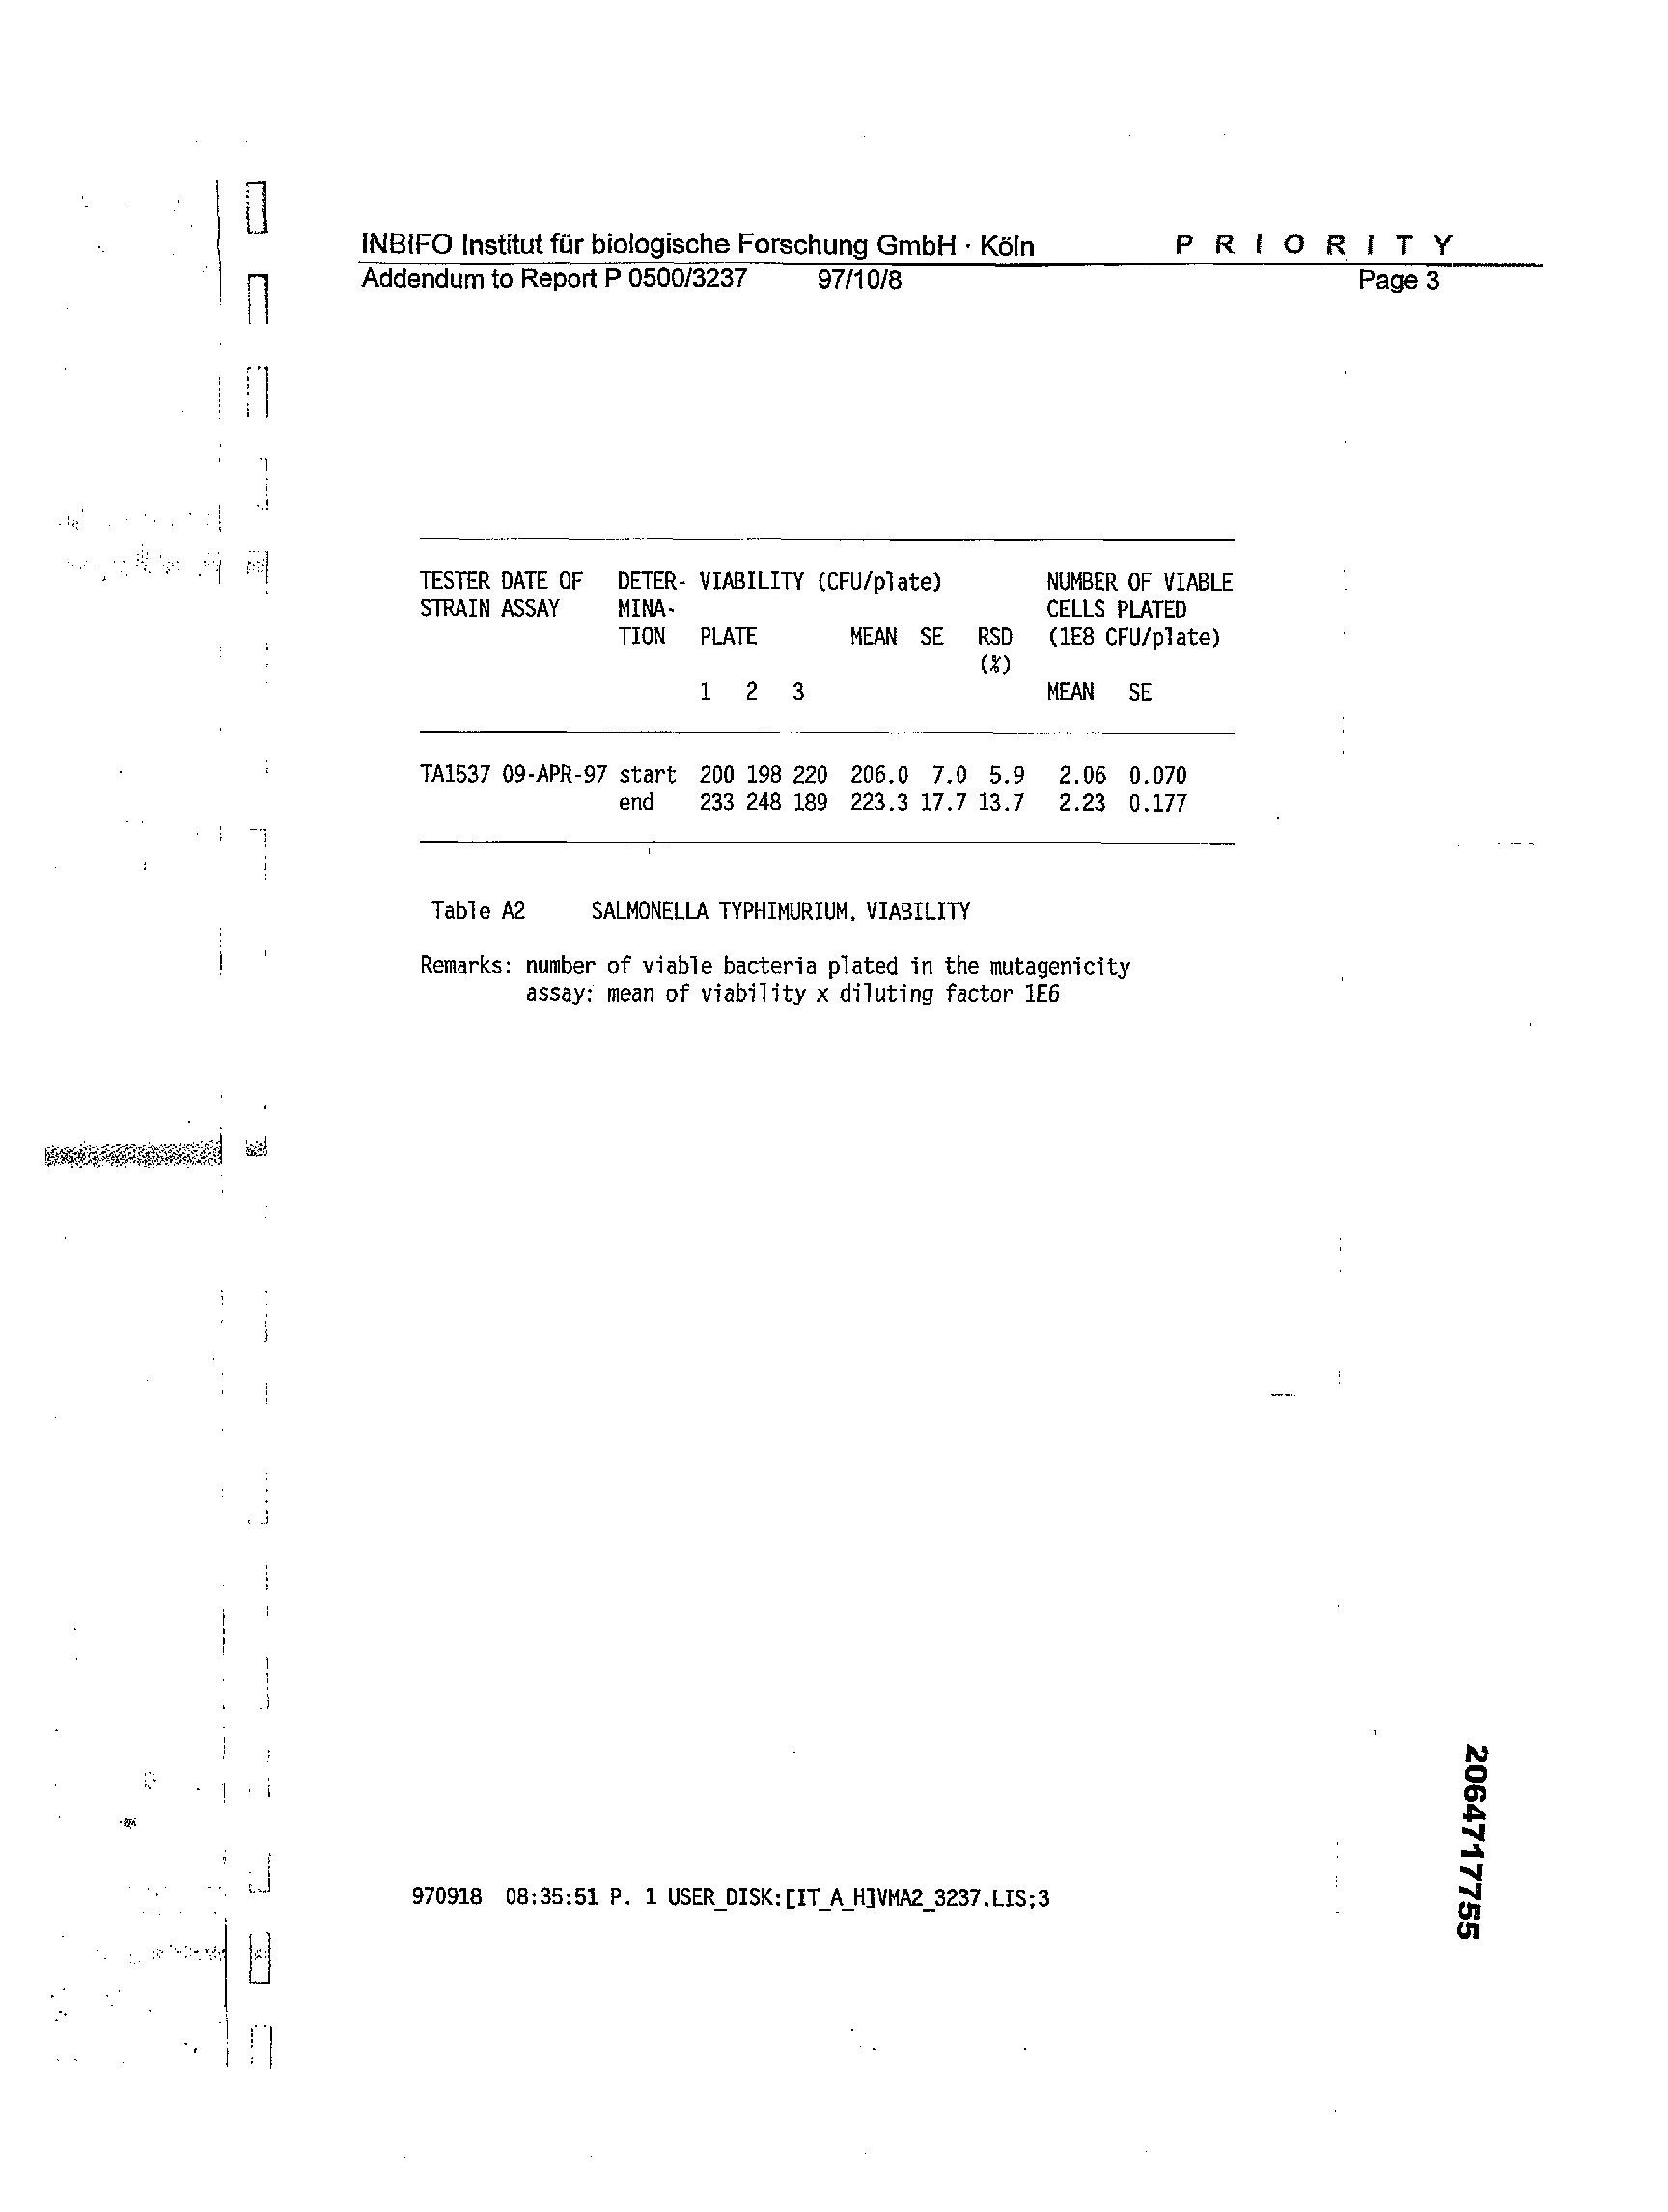 INBIFO Institut für biologische Forschung GmbH · Köln P R I O R I T Y
Addendum to Report P 0500/3237 97/10/8 Page 3
TESTER DATE OF DETER- VIABILITY (CFU/plate) NUMBER OF VIABLE
STRAIN ASSAY MINA- CELLS PLATED
TION PLATE MEAN SE RSD (1E8 CFU/plate)
(%)
1 2 3 MEAN SE
TA1537 09-APR-97 start 200 198 220 206.0 7.0 5.9 2.06 0.070
end 233 248 189 223.3 17.7 13.7 2.23 0.177
Table A2 SALMONELLA TYPHIMURIUM, VIABILITY
Remarks: number of viable bacteria plated in the mutagenicity
assay: mean of viability x diluting factor 1E6
970918 08:35:51 P. 1 USER_DISK:[IT_A_H]VMA2_3237.LIS;3
2064717755